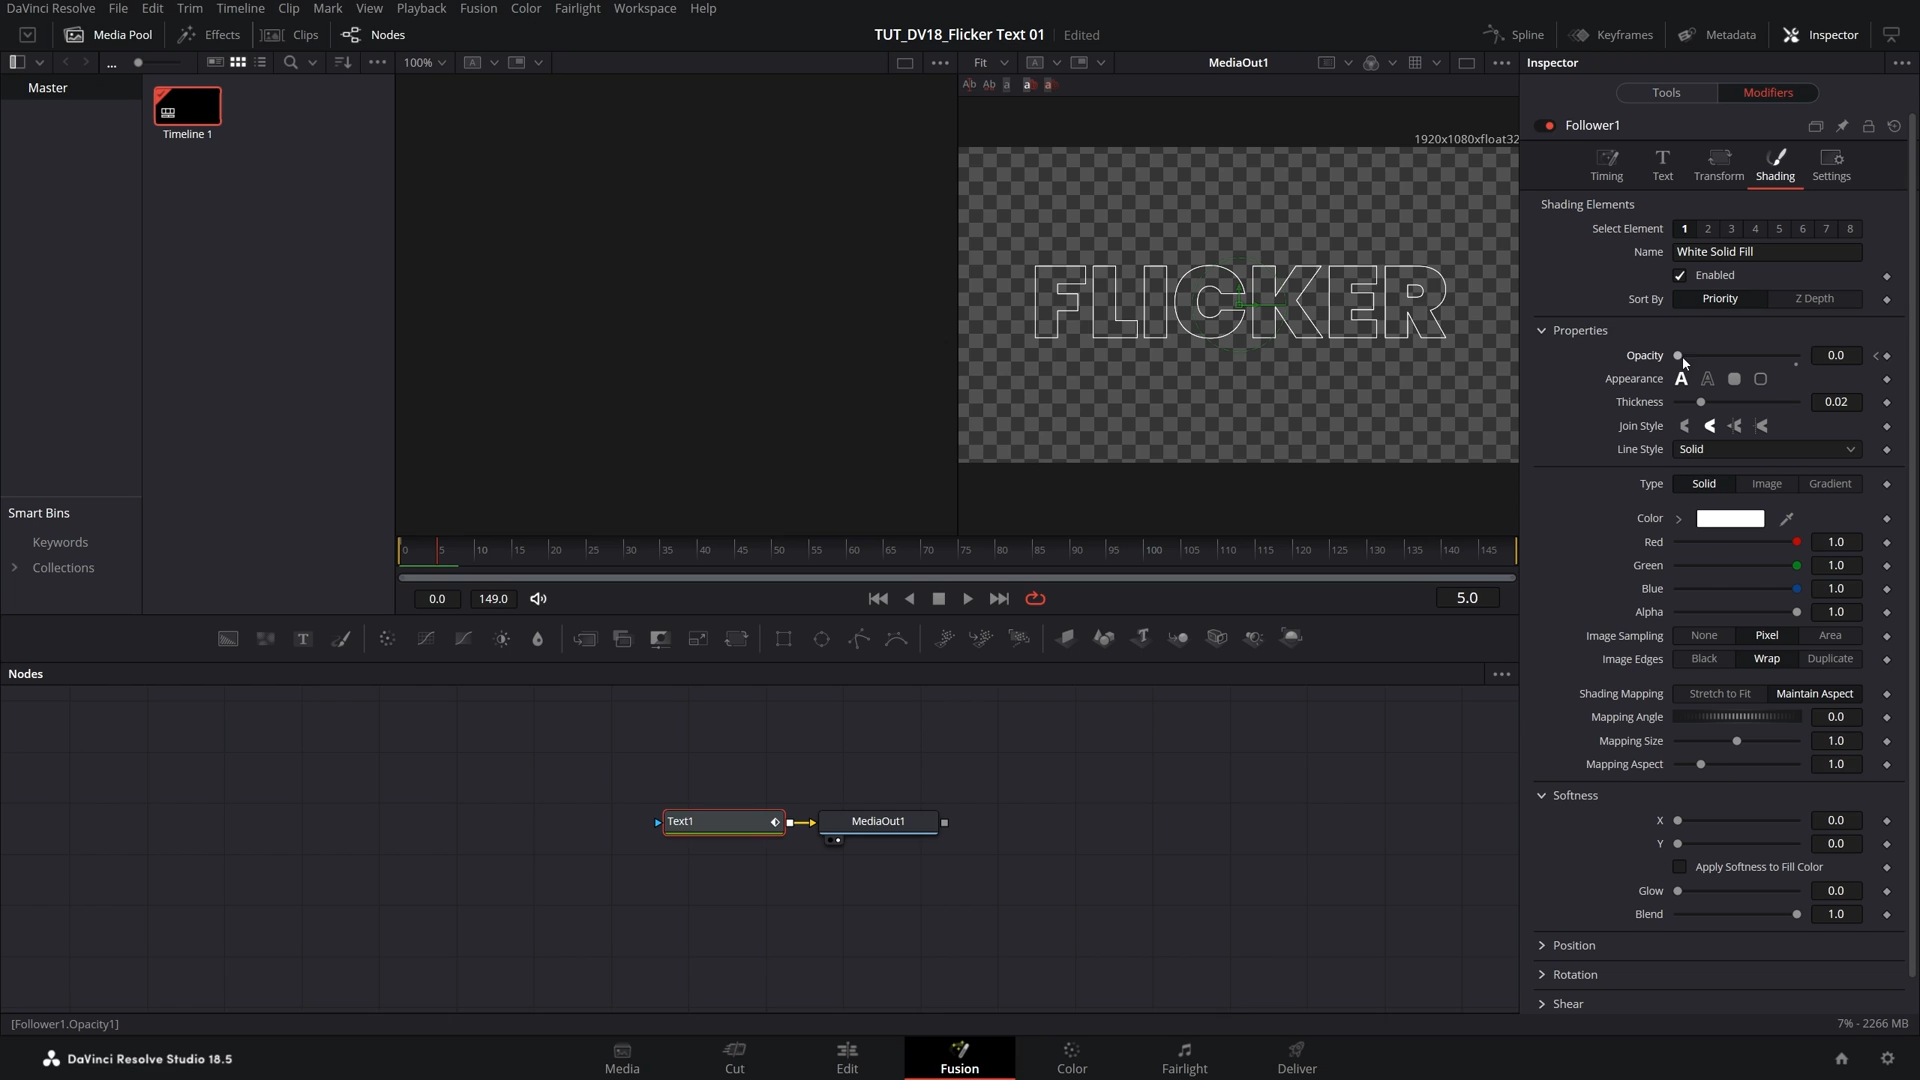 DaVinci Resolve File Edit Trim Timeline Clip Mark View Playback Fusion Color Fairlight Workspace Help
Media Pool Effects Clips Nodes TUT_DV18_Flicker Text 01 Edited Spline Keyframes Metadata Inspector
... 100% Fit MediaOut1 Inspector
Master
Timeline 1
1920x1080xfloat32
FLICKER
Tools Modifiers
Follower1
Timing Text Transform Shading Settings
Shading Elements
Select Element 1 2 3 4 5 6 7 8
Name White Solid Fill
Enabled
Sort By Priority Z Depth
Properties
Opacity 0.0
Appearance
Thickness 0.02
Join Style
Line Style Solid
Type Solid Image Gradient
Color
Red 1.0
Green 1.0
Blue 1.0
Alpha 1.0
Image Sampling None Pixel Area
Image Edges Black Wrap Duplicate
Shading Mapping Stretch to Fit Maintain Aspect
Mapping Angle 0.0
Mapping Size 1.0
Mapping Aspect 1.0
Softness
X 0.0
Y 0.0
Apply Softness to Fill Color
Glow 0.0
Blend 1.0
Position
Rotation
Shear
Smart Bins
Keywords
Collections
0 5 10 15 20 25 30 35 40 45 50 55 60 65 70 75 80 85 90 95 100 105 110 115 120 125 130 135 140 145
0.0 149.0 5.0
Nodes
Text1 MediaOut1
[Follower1.Opacity1] 7% - 2266 MB
DaVinci Resolve Studio 18.5
Media Cut Edit Fusion Color Fairlight Deliver